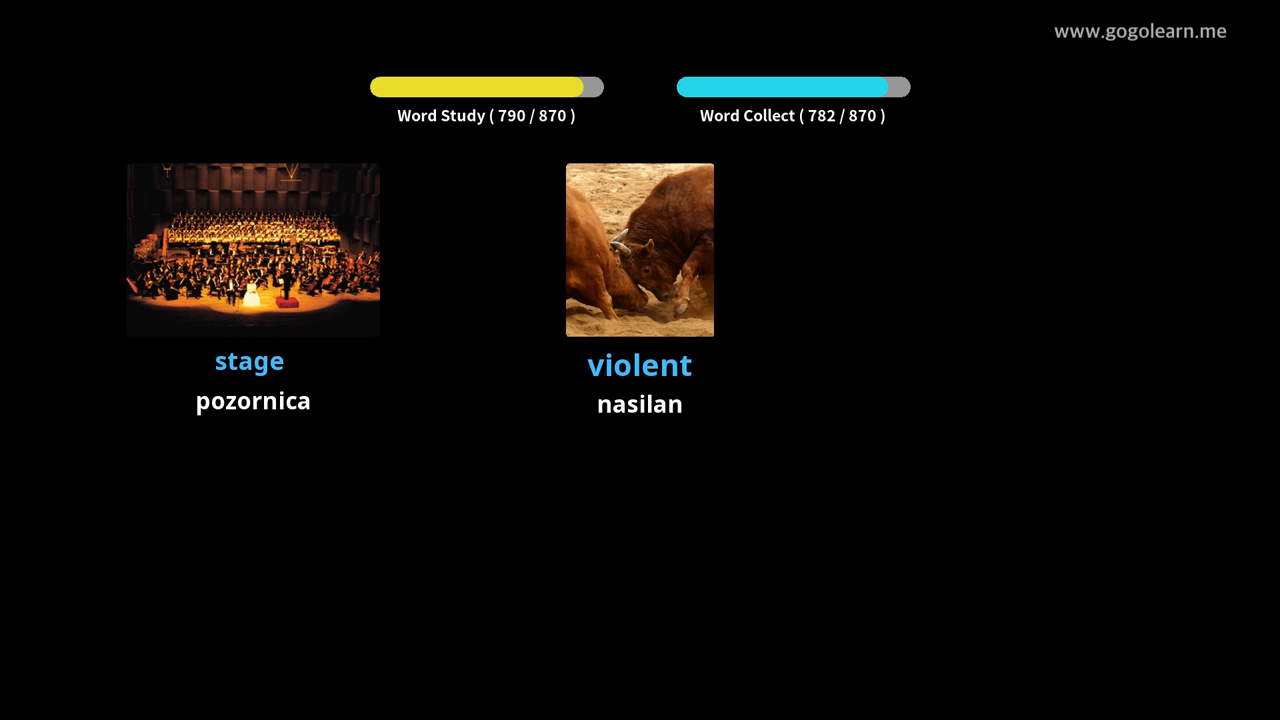 www.gogolearn.me
Word Study ( 790 / 870 )
Word Collect ( 782 / 870 )
stage
pozornica
violent
nasilan